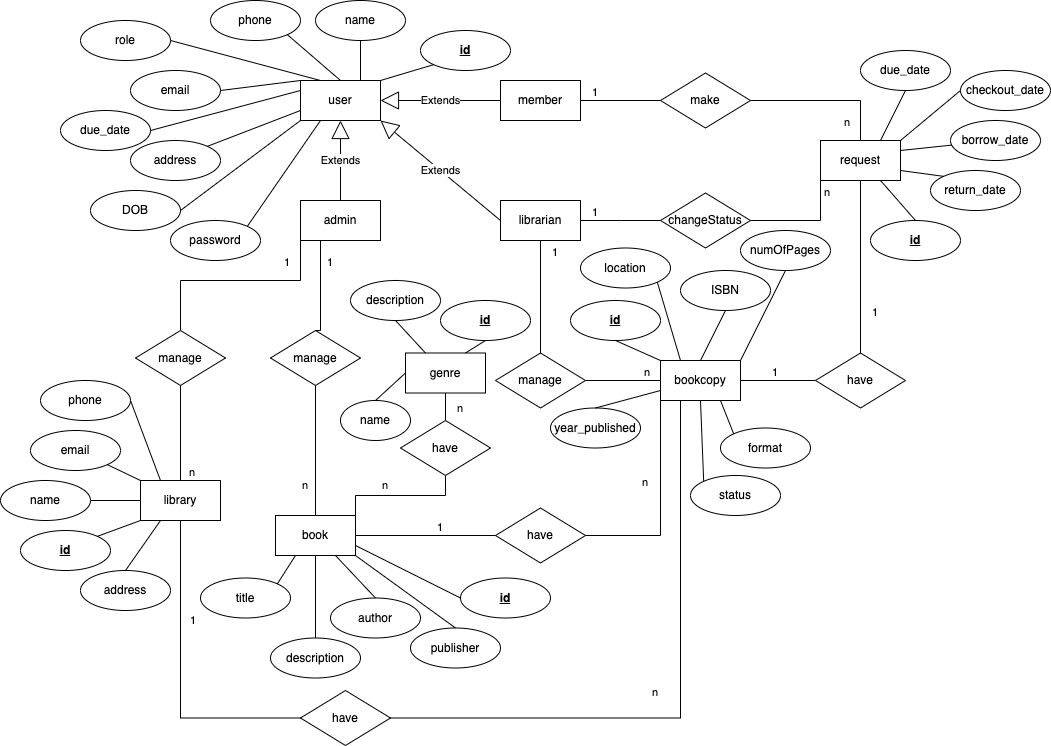 phone
name
role
id
due_date
email
user
Extends
member
1
make
checkout_date
n
due_date
borrow_date
address
Extends
Extends
request
return_date
DOB
admin
librarian
1
changeStatus
n
password
id
1
1
1
numOfPages
location
ISBN
description
id
id
1
manage
manage
genre
manage
n
bookcopy
1
have
phone
name
n
year_published
email
have
format
n
n
n
n
status
name
library
id
book
1
have
address
title
id
author
1
description
publisher
n
have